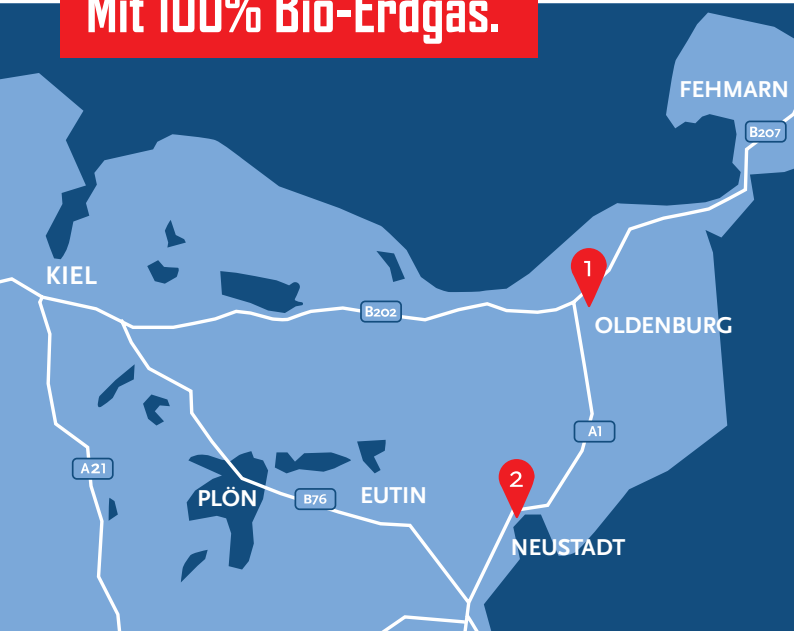 Mit 100% Bio-Erdgas.
FEHMARN
B207
1
KIEL
B202
OLDENBURG
A1
A21
2
PLÖN
B76
EUTIN
NEUSTADT